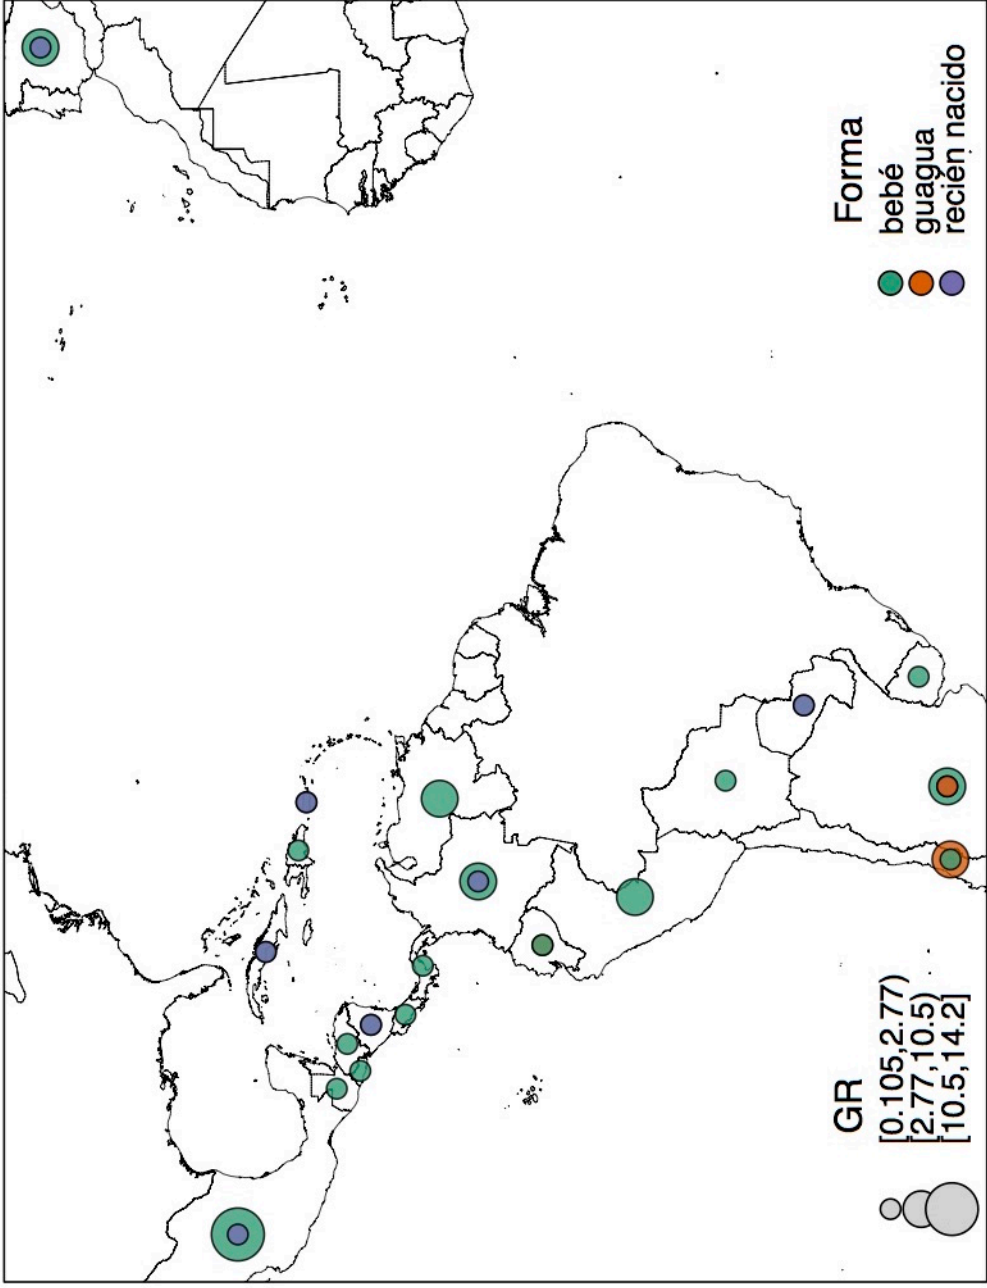 Forma
bebé
guagua
recién nacido
GR
[0.105,2.77)
[2.77,10.5)
[10.5,14.2]